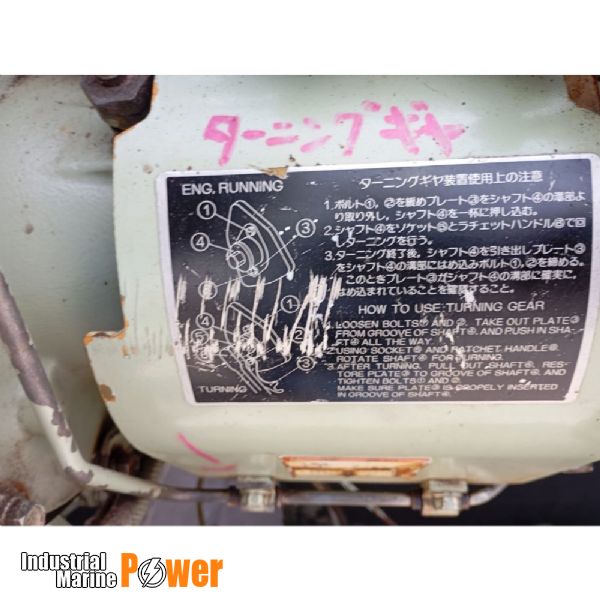 ターニングギヤ
ENG. RUNNING
ターニングギヤ装置使用上の注意
1.ボルト①,②を緩めプレート③をシャフト④の溝部より取り外し,シャフト④を一杯に押し込む。
2.シャフト④をソケット⑤とラチェットハンドル⑥で回しターニングを行う。
3.ターニング終了後,シャフト④を引き出しプレート③をシャフト④の溝部にはめ込みボルト①,②を締める。
このときプレート③がシャフト④の溝部に確実にはめ込まれていることを確認すること。
HOW TO USE TURNING GEAR
1.LOOSEN BOLTS① AND ②. TAKE OUT PLATE③
FROM GROOVE OF SHAFT④, AND PUSH IN SHA-
FT④ ALL THE WAY.
2.USING SOCKET⑤ AND RATCHET HANDLE⑥,
ROTATE SHAFT④ FOR TURNING.
3.AFTER TURNING, PULL OUT SHAFT④, RES-
TORE PLATE③ TO GROOVE OF SHAFT④, AND
TIGHTEN BOLTS① AND ②.
MAKE SURE PLATE③ IS PROPELY INSERTED
IN GROOVE OF SHAFT④.
①
③
④
②
④
①
③
TURNING
Industrial
Marine
Power